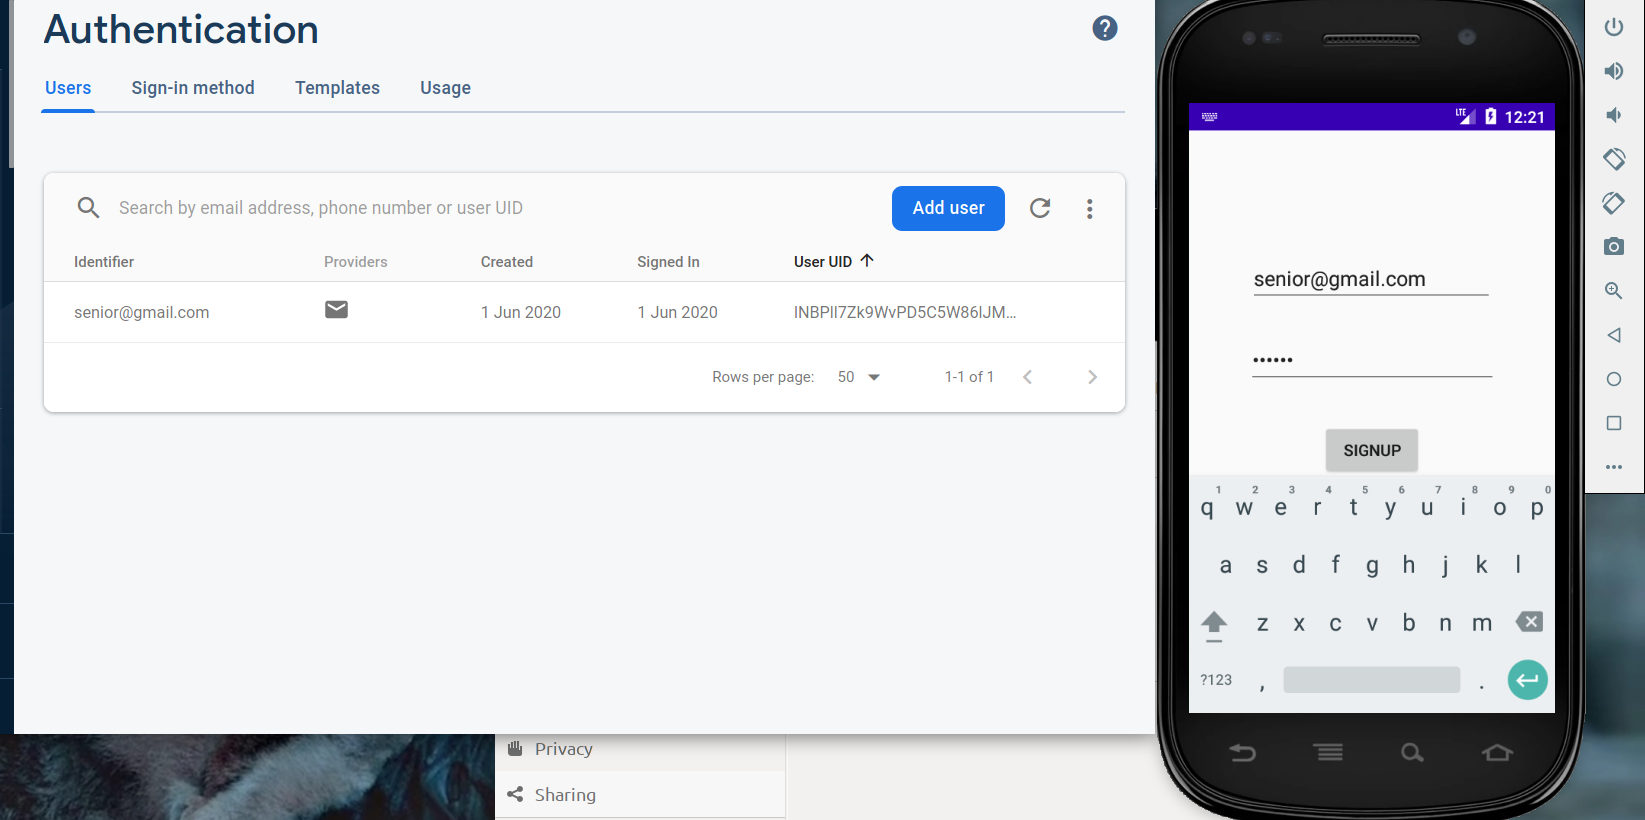 Authentication
?
Users Sign-in method Templates Usage
Search by email address, phone number or user UID
Add user
Identifier Providers Created Signed In User UID
senior@gmail.com 1 Jun 2020 1 Jun 2020 INBPII7Zk9WvPD5C5W86IJM...
Rows per page: 50 1-1 of 1
Privacy
Sharing
LTE 12:21
senior@gmail.com
••••••
SIGNUP
1 2 3 4 5 6 7 8 9 0
q w e r t y u i o p
a s d f g h j k l
z x c v b n m
?123 , .